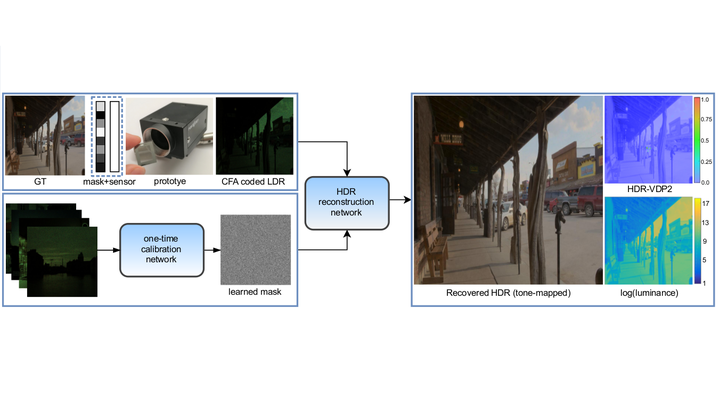 GT
mask+sensor
prototye
CFA coded LDR
one-time
calibration
network
learned mask
HDR
reconstruction
network
Recovered HDR (tone-mapped)
1.0
0.75
0.5
0.25
0.0
HDR-VDP2
17
13
9
5
1
log(luminance)